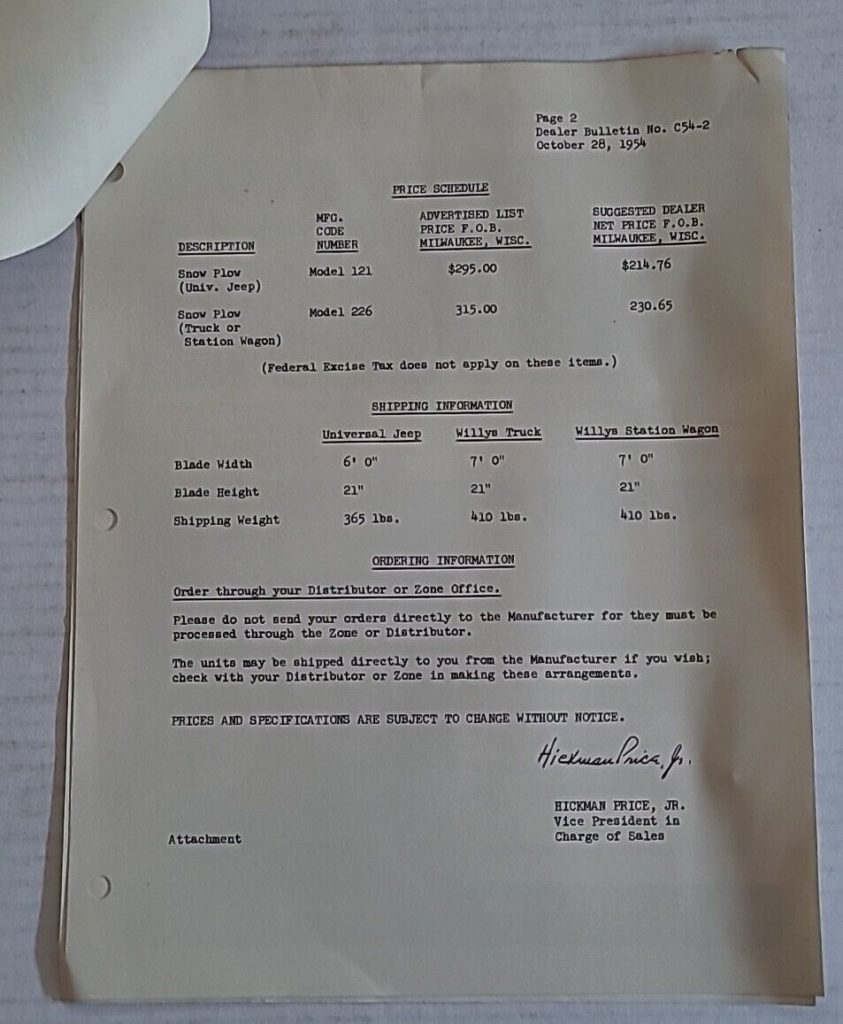 Page 2
Dealer Bulletin No. C54-2
October 28, 1954
PRICE SCHEDULE
DESCRIPTION MFG. CODE NUMBER ADVERTISED LIST PRICE F.O.B. MILWAUKEE, WISC. SUGGESTED DEALER NET PRICE F.O.B. MILWAUKEE, WISC.
Snow Plow Model 121 $295.00 $214.76
(Univ. Jeep)
Snow Plow Model 226 315.00 230.65
(Truck or
Station Wagon)
(Federal Excise Tax does not apply on these items.)
SHIPPING INFORMATION
Universal Jeep Willys Truck Willys Station Wagon
Blade Width 6' 0" 7' 0" 7' 0"
Blade Height 21" 21" 21"
Shipping Weight 365 lbs. 410 lbs. 410 lbs.
ORDERING INFORMATION
Order through your Distributor or Zone Office.
Please do not send your orders directly to the Manufacturer for they must be
processed through the Zone or Distributor.
The units may be shipped directly to you from the Manufacturer if you wish;
check with your Distributor or Zone in making these arrangements.
PRICES AND SPECIFICATIONS ARE SUBJECT TO CHANGE WITHOUT NOTICE.
Hickman Price, Jr.
HICKMAN PRICE, JR.
Vice President in
Charge of Sales
Attachment